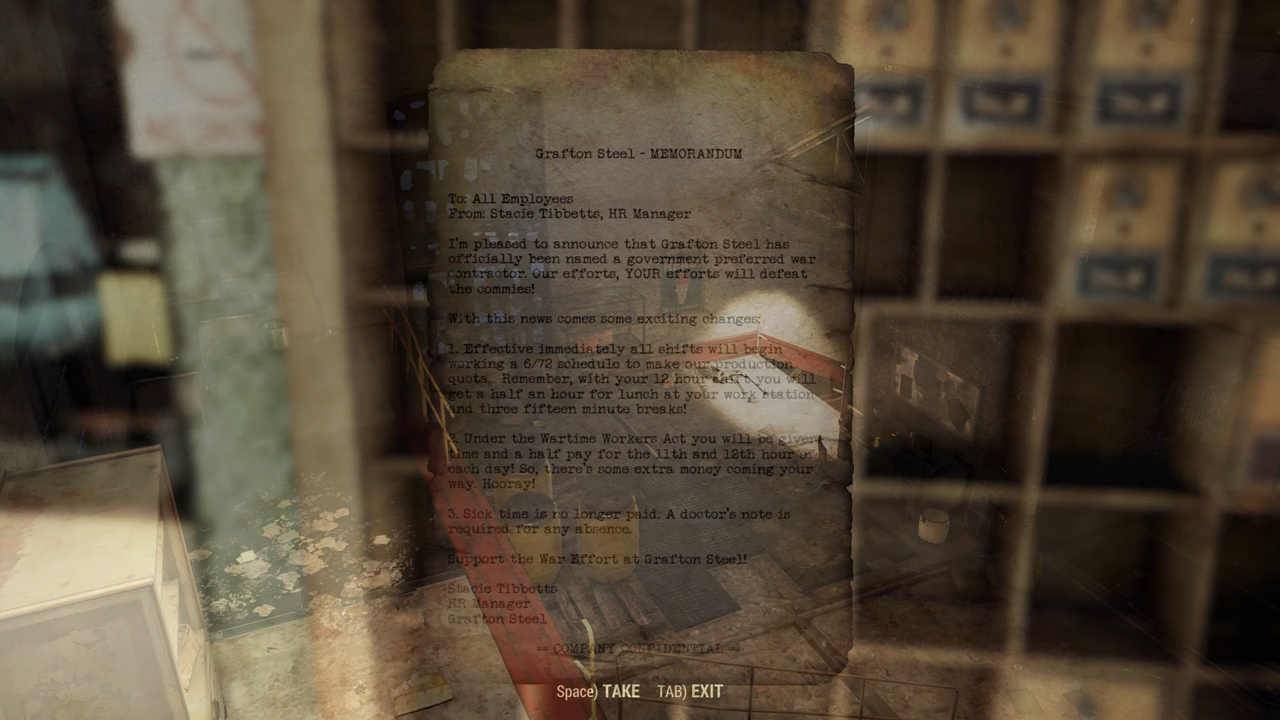 Grafton Steel - MEMORANDUM
To: All Employees
From: Stacie Tibbetts, HR Manager
I'm pleased to announce that Grafton Steel has
officially been named a government preferred war
contractor. Our efforts, YOUR efforts will defeat
the commies!
With this news comes some exciting changes:
1. Effective immediately all shifts will begin
working a 6/72 schedule to make our production
quota. Remember, with your 12 hour shift you will
get a half an hour for lunch at your work station
and three fifteen minute breaks!
2. Under the Wartime Workers Act you will be given
time and a half pay for the 11th and 12th hour of
each day! So, there's some extra money coming your
way. Hooray!
3. Sick time is no longer paid. A doctor's note is
required for any absence.
Support the War Effort at Grafton Steel!
Stacie Tibbetts
HR Manager
Grafton Steel
-- COMPANY CONFIDENTIAL --
Space) TAKE TAB) EXIT